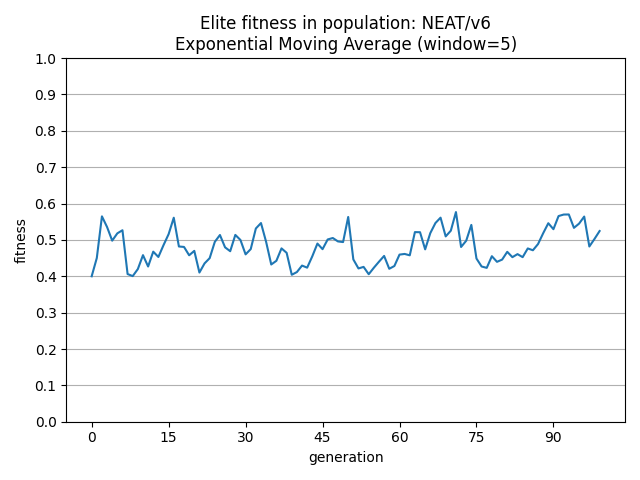 Elite fitness in population: NEAT/v6
Exponential Moving Average (window=5)
1.0
0.9
0.8
0.7
0.6
0.5
0.4
0.3
0.2
0.1
0.0
fitness
0 15 30 45 60 75 90
generation